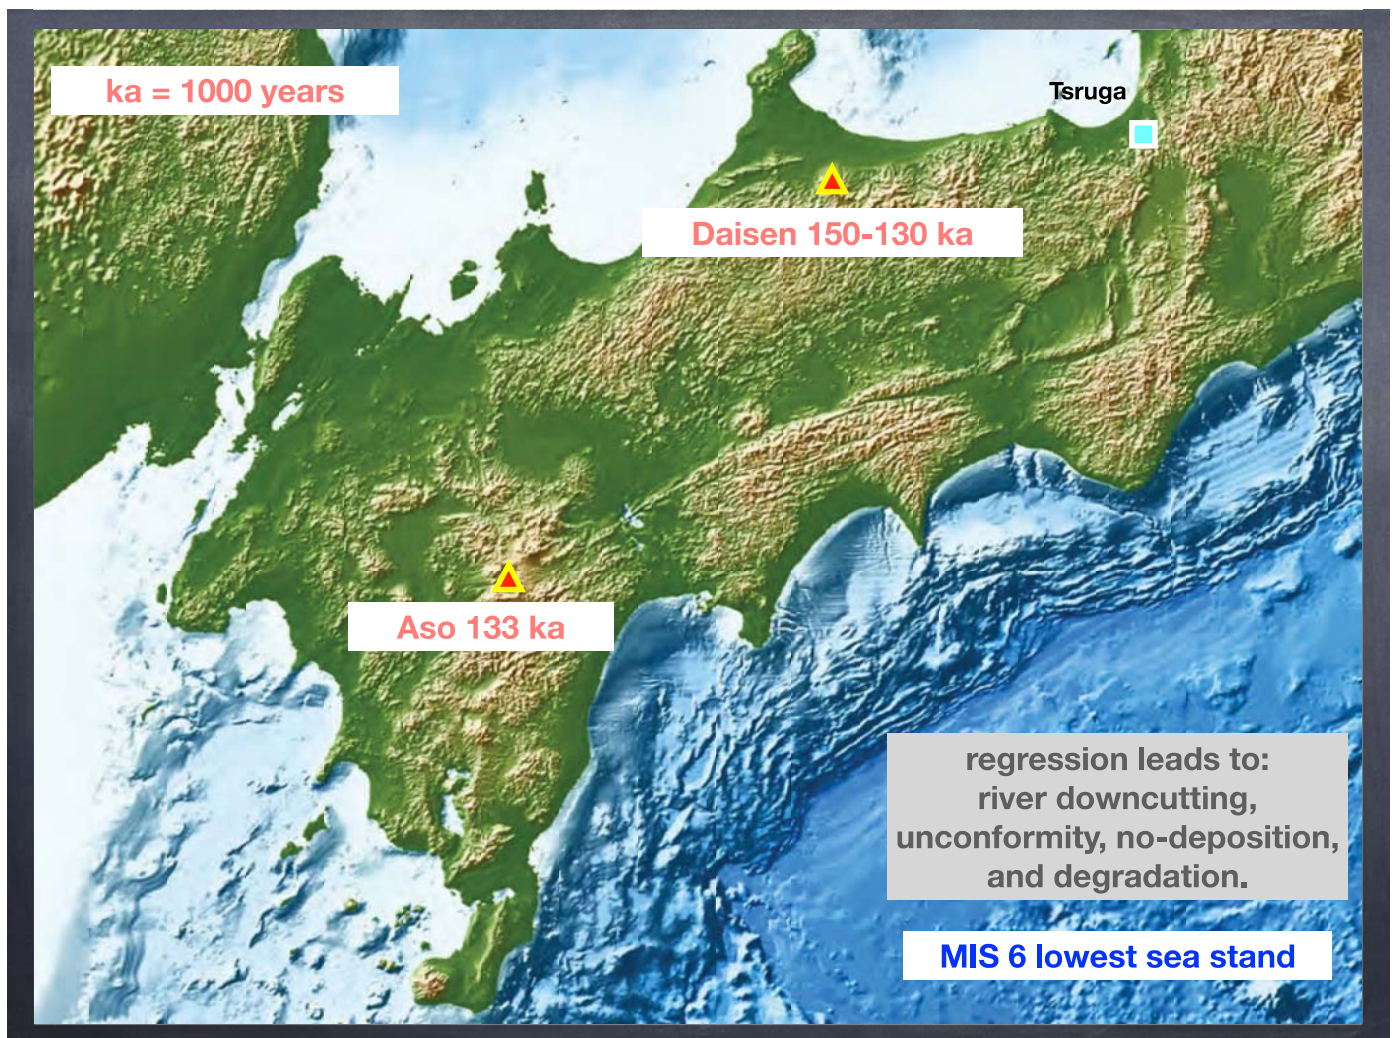 ka = 1000 years
Tsruga
Daisen 150-130 ka
Aso 133 ka
regression leads to:
river downcutting,
unconformity, no-deposition,
and degradation.
MIS 6 lowest sea stand